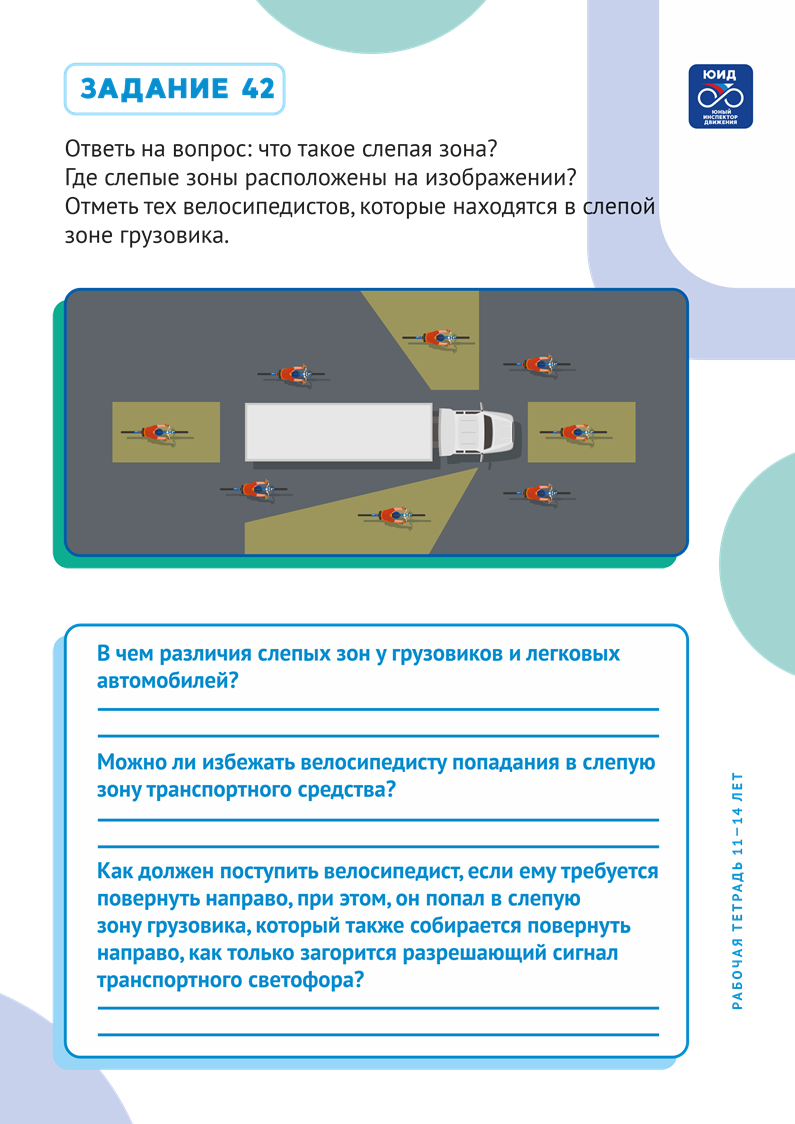 ЗАДАНИЕ 42
ЮИД
ЮНЫЙ
ИНСПЕКТОР
ДВИЖЕНИЯ
Ответь на вопрос: что такое слепая зона?
Где слепые зоны расположены на изображении?
Отметь тех велосипедистов, которые находятся в слепой
зоне грузовика.
В чем различия слепых зон у грузовиков и легковых
автомобилей?
Можно ли избежать велосипедисту попадания в слепую
зону транспортного средства?
Как должен поступить велосипедист, если ему требуется
повернуть направо, при этом, он попал в слепую
зону грузовика, который также собирается повернуть
направо, как только загорится разрешающий сигнал
транспортного светофора?
РАБОЧАЯ ТЕТРАДЬ 11–14 ЛЕТ